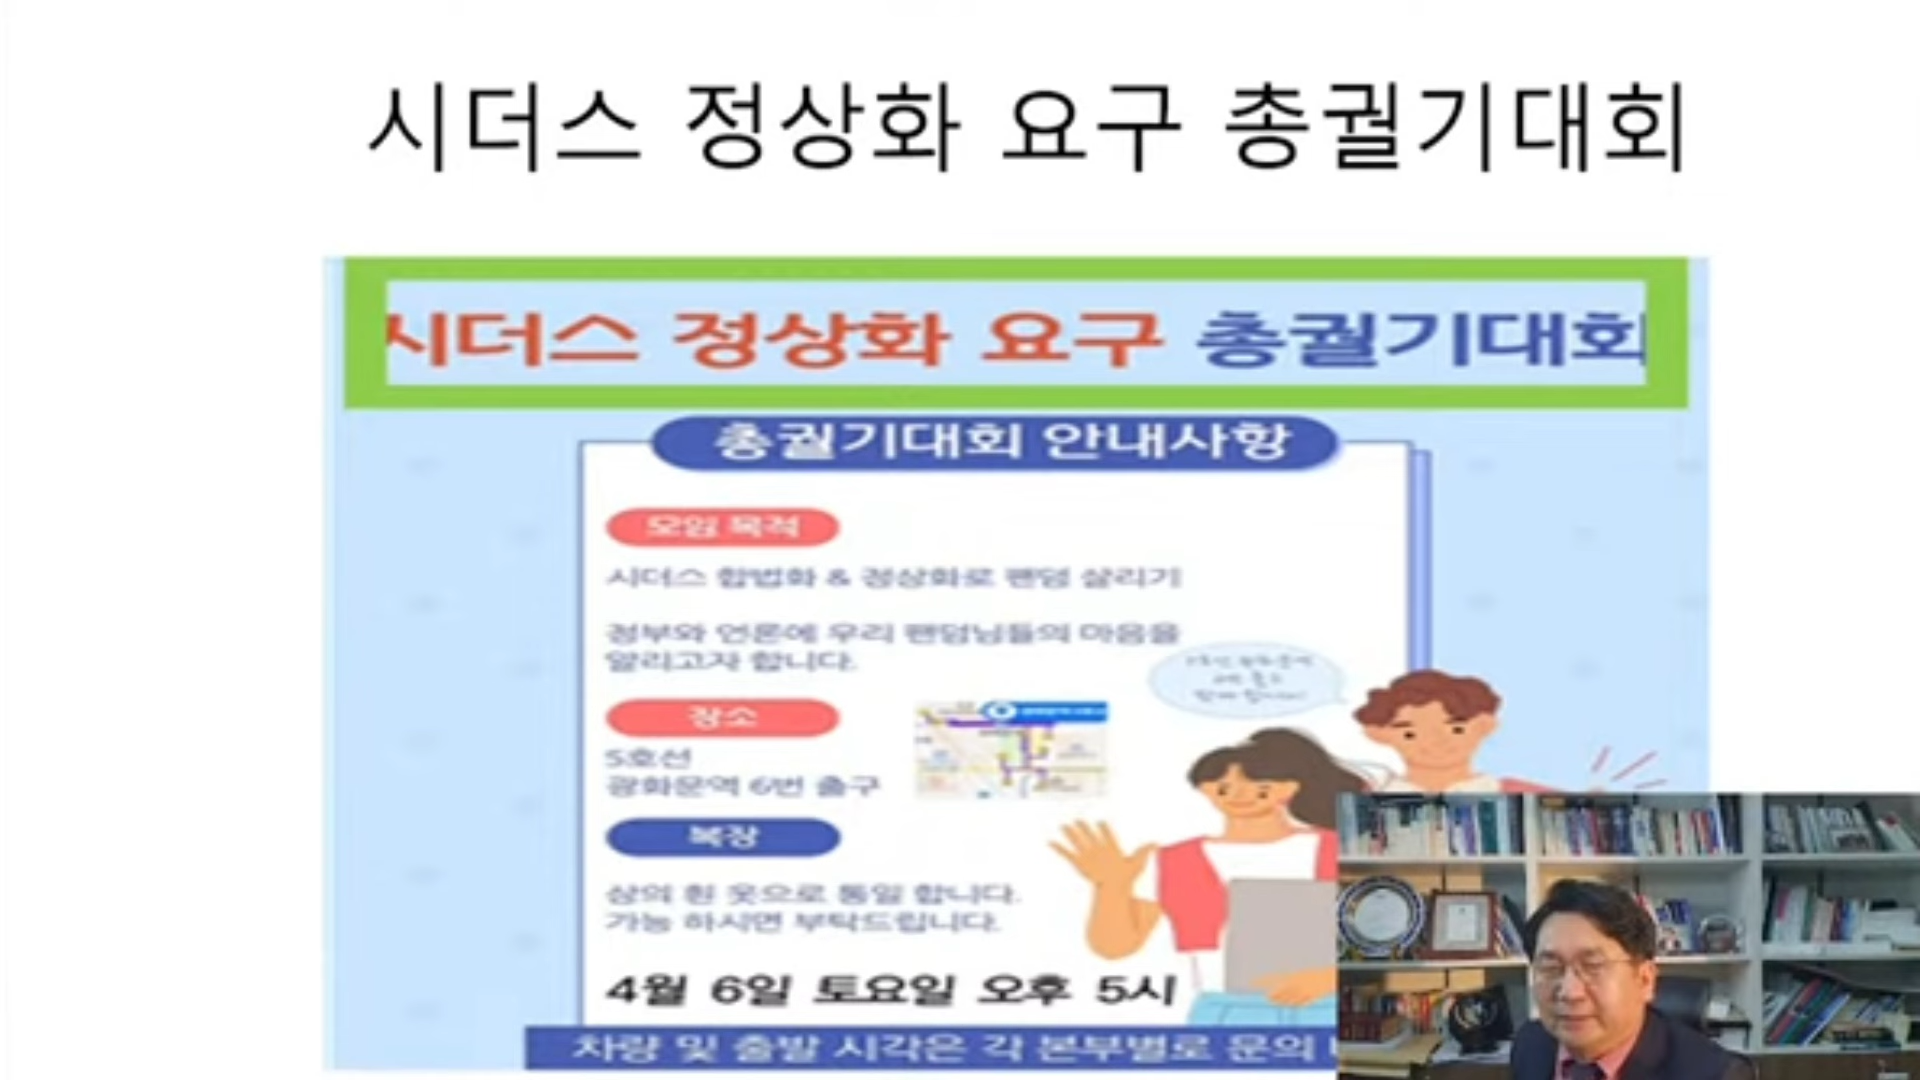 시더스 정상화 요구 총궐기대회
시더스 정상화 요구 총궐기대회
총궐기대회 안내사항
모임 목적
시더스 합법화 & 정상화로 팬덤 살리기
정부와 언론에 우리 팬덤님들의 마음을
알리고자 합니다.
장소
5호선
광화문역 6번 출구
복장
상의 흰 옷으로 통일 합니다.
가능 하시면 부탁드립니다.
4월 6일 토요일 오후 5시
차량 및 출발 시각은 각 본부별로 문의